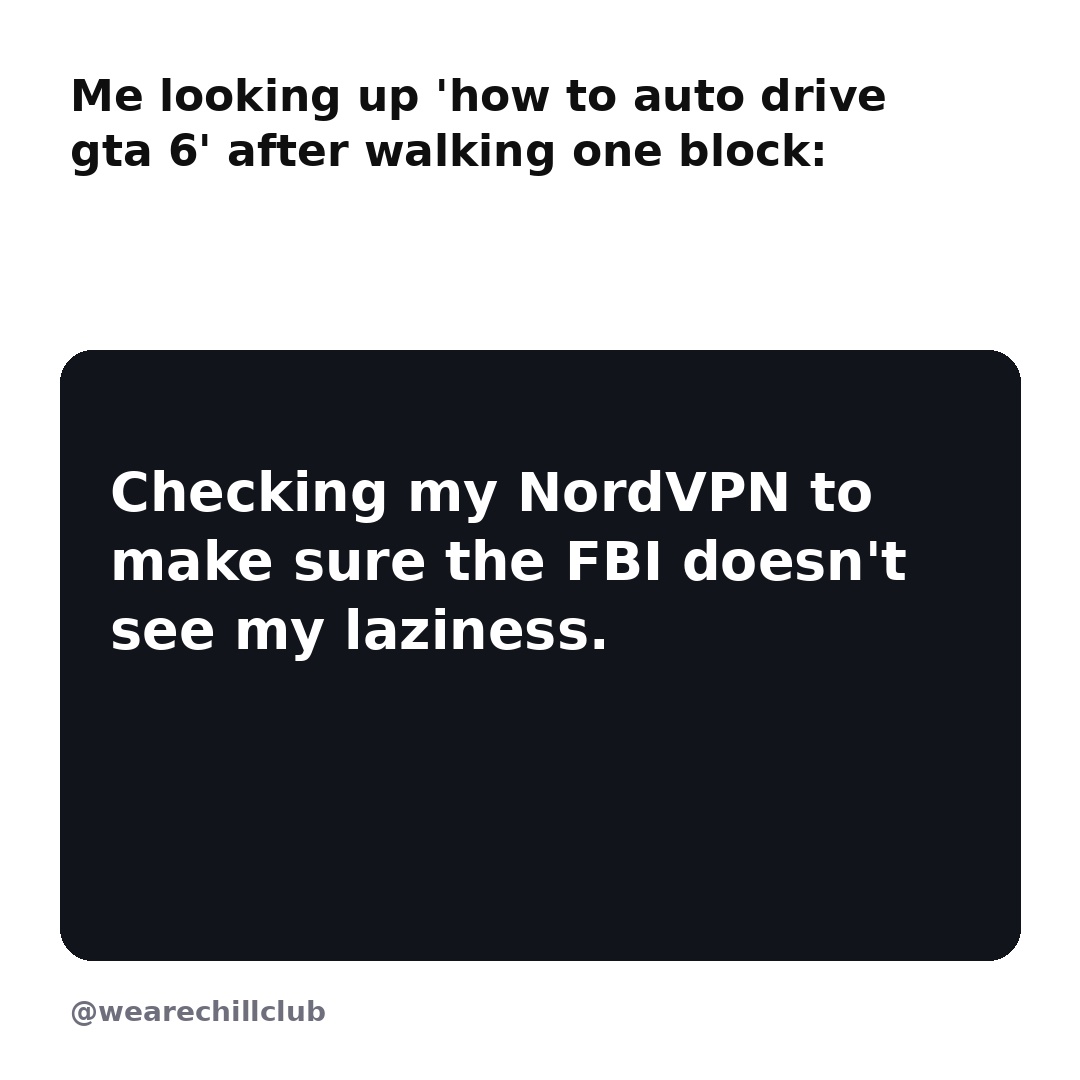 Me looking up 'how to auto drive
gta 6' after walking one block:
Checking my NordVPN to
make sure the FBI doesn't
see my laziness.
@wearechillclub